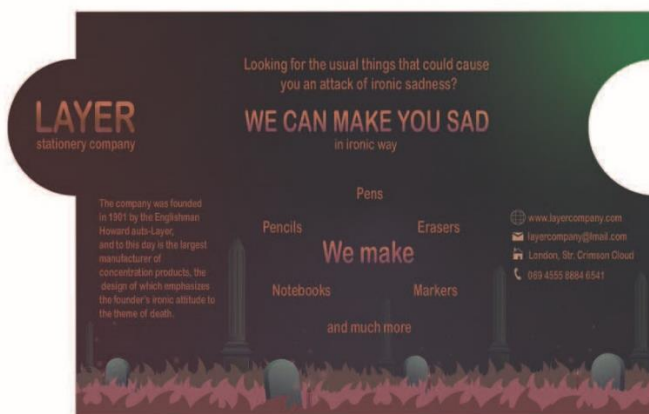 LAYER
stationery company
The company was founded
in 1901 by the Englishman
Howard auts-Layer,
and to this day is the largest
manufacturer of
concentration products, the
design of which emphasizes
the founder's ironic attitude to
the theme of death.
Looking for the usual things that could cause
you an attack of ironic sadness?
WE CAN MAKE YOU SAD
in ironic way
Pens
Pencils
Erasers
We make
Notebooks
Markers
and much more
www.layercompany.com
layercompany@lmail.com
London, Str. Crimson Cloud
089 4555 8884 6541